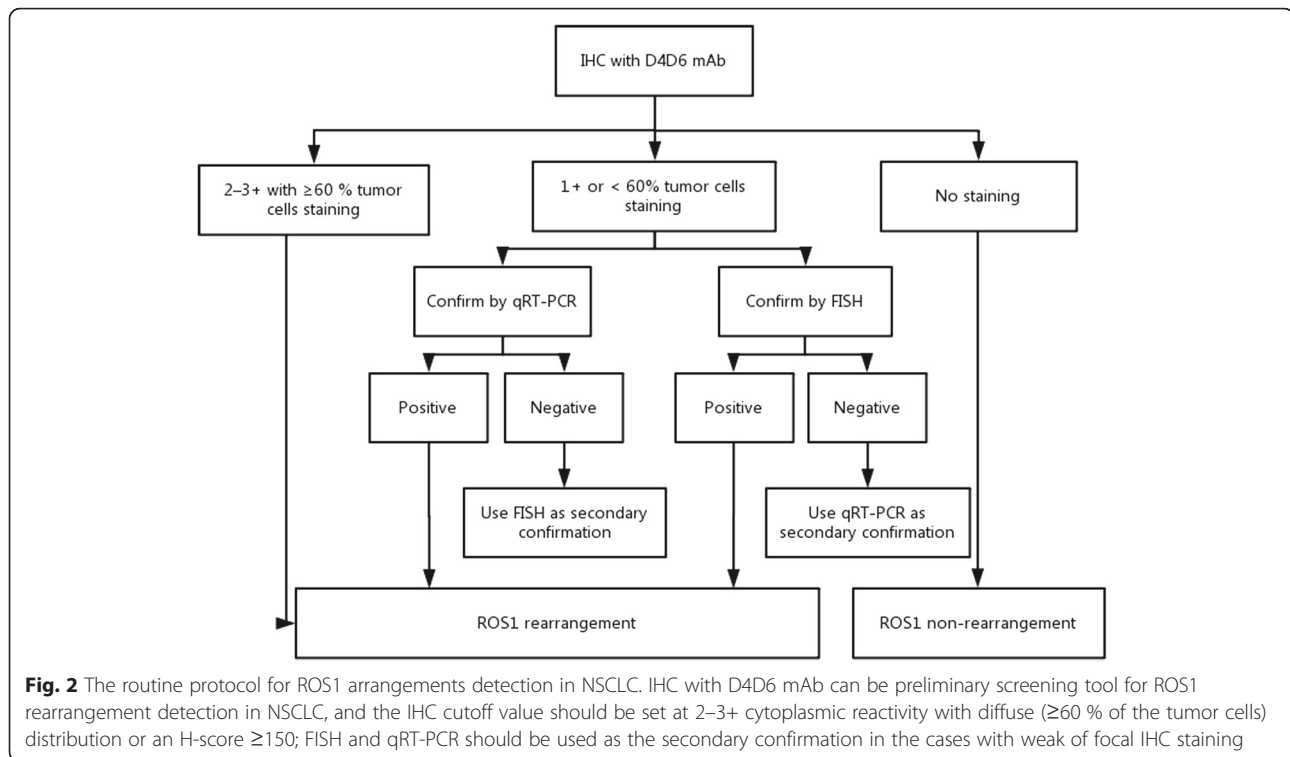 IHC with D4D6 mAb
2–3+ with ≥60 % tumor
cells staining
1+ or < 60% tumor cells
staining
No staining
Confirm by qRT-PCR
Confirm by FISH
Positive
Negative
Positive
Negative
Use FISH as secondary
confirmation
Use qRT-PCR as
secondary confirmation
ROS1 rearrangement
ROS1 non-rearrangement
Fig. 2 The routine protocol for ROS1 arrangements detection in NSCLC. IHC with D4D6 mAb can be preliminary screening tool for ROS1
rearrangement detection in NSCLC, and the IHC cutoff value should be set at 2–3+ cytoplasmic reactivity with diffuse (≥60 % of the tumor cells)
distribution or an H-score ≥150; FISH and qRT-PCR should be used as the secondary confirmation in the cases with weak of focal IHC staining